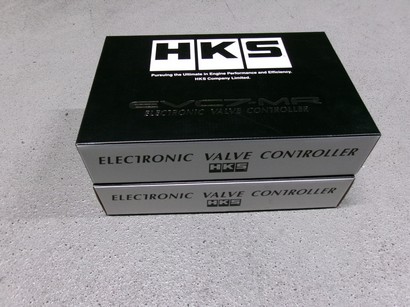 HKS
Pursuing the Ultimate in Engine Performance and Efficiency.
HKS Company Limited.
EVC7-MR
ELECTRONIC VALVE CONTROLLER
ELECTRONIC VALVE CONTROLLER
HKS
ELECTRONIC VALVE CONTROLLER
HKS